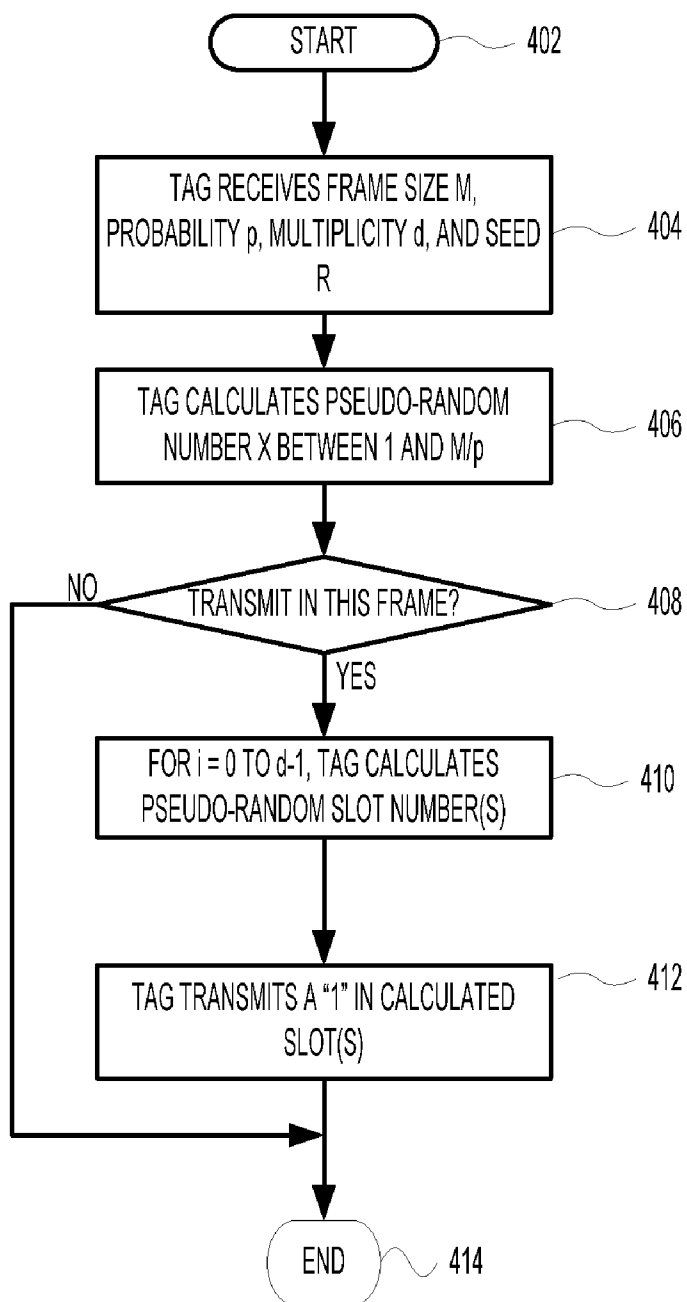 START
402
TAG RECEIVES FRAME SIZE M,
PROBABILITY p, MULTIPLICITY d, AND SEED
R
404
TAG CALCULATES PSEUDO-RANDOM
NUMBER X BETWEEN 1 AND M/p
406
NO
TRANSMIT IN THIS FRAME?
408
YES
FOR i = 0 TO d-1, TAG CALCULATES
PSEUDO-RANDOM SLOT NUMBER(S)
410
TAG TRANSMITS A “1” IN CALCULATED
SLOT(S)
412
END
414